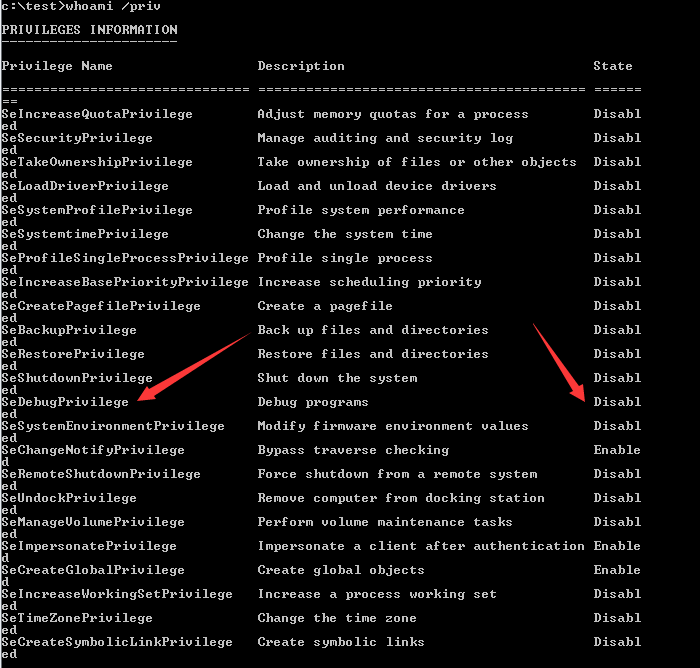 c:\test>whoami /priv
PRIVILEGES INFORMATION
----------------------
Privilege Name Description State
=============================== ========================================= ======
==
SeIncreaseQuotaPrivilege Adjust memory quotas for a process Disabl
ed
SeSecurityPrivilege Manage auditing and security log Disabl
ed
SeTakeOwnershipPrivilege Take ownership of files or other objects Disabl
ed
SeLoadDriverPrivilege Load and unload device drivers Disabl
ed
SeSystemProfilePrivilege Profile system performance Disabl
ed
SeSystemtimePrivilege Change the system time Disabl
ed
SeProfileSingleProcessPrivilege Profile single process Disabl
ed
SeIncreaseBasePriorityPrivilege Increase scheduling priority Disabl
ed
SeCreatePagefilePrivilege Create a pagefile Disabl
ed
SeBackupPrivilege Back up files and directories Disabl
ed
SeRestorePrivilege Restore files and directories Disabl
ed
SeShutdownPrivilege Shut down the system Disabl
ed
SeDebugPrivilege Debug programs Disabl
ed
SeSystemEnvironmentPrivilege Modify firmware environment values Disabl
ed
SeChangeNotifyPrivilege Bypass traverse checking Enable
d
SeRemoteShutdownPrivilege Force shutdown from a remote system Disabl
ed
SeUndockPrivilege Remove computer from docking station Disabl
ed
SeManageVolumePrivilege Perform volume maintenance tasks Disabl
ed
SeImpersonatePrivilege Impersonate a client after authentication Enable
d
SeCreateGlobalPrivilege Create global objects Enable
d
SeIncreaseWorkingSetPrivilege Increase a process working set Disabl
ed
SeTimeZonePrivilege Change the time zone Disabl
ed
SeCreateSymbolicLinkPrivilege Create symbolic links Disabl
ed